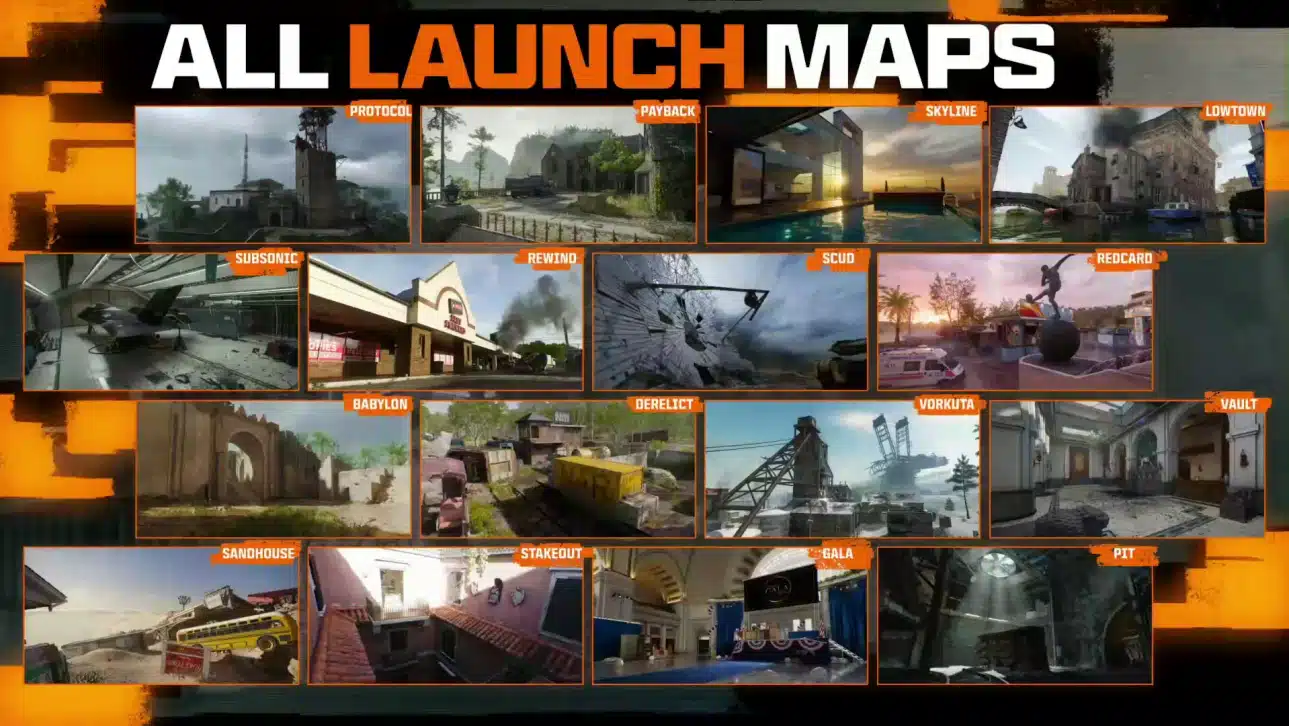 ALL LAUNCH MAPS
PROTOCOL
PAYBACK
SKYLINE
LOWTOWN
SUBSONIC
REWIND
SCUD
REDCARD
BABYLON
DERELICT
VORKUTA
VAULT
SANDHOUSE
STAKEOUT
GALA
PIT